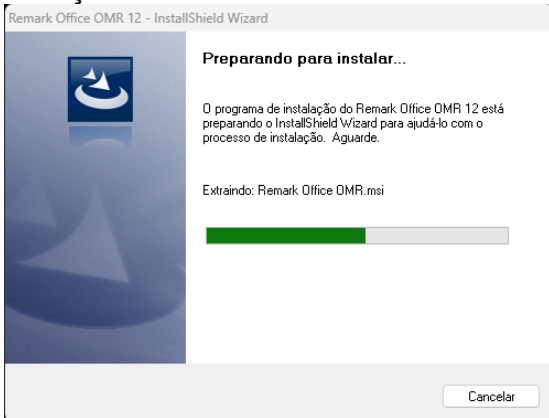 Remark Office OMR 12 - InstallShield Wizard
Preparando para instalar...
O programa de instalação do Remark Office OMR 12 está
preparando o InstallShield Wizard para ajudá-lo com o
processo de instalação. Aguarde.
Extraindo: Remark Office OMR.msi
Cancelar